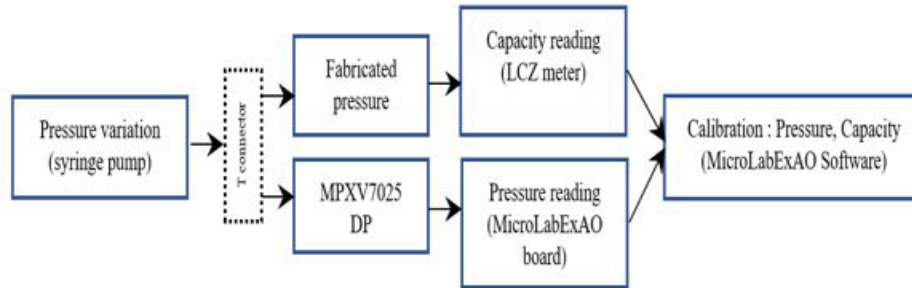 Pressure variation
(syringe pump)
T connector
Fabricated
pressure
Capacity reading
(LCZ meter)
MPXV7025
DP
Pressure reading
(MicroLabExAO
board)
Calibration : Pressure, Capacity
(MicroLabExAO Software)